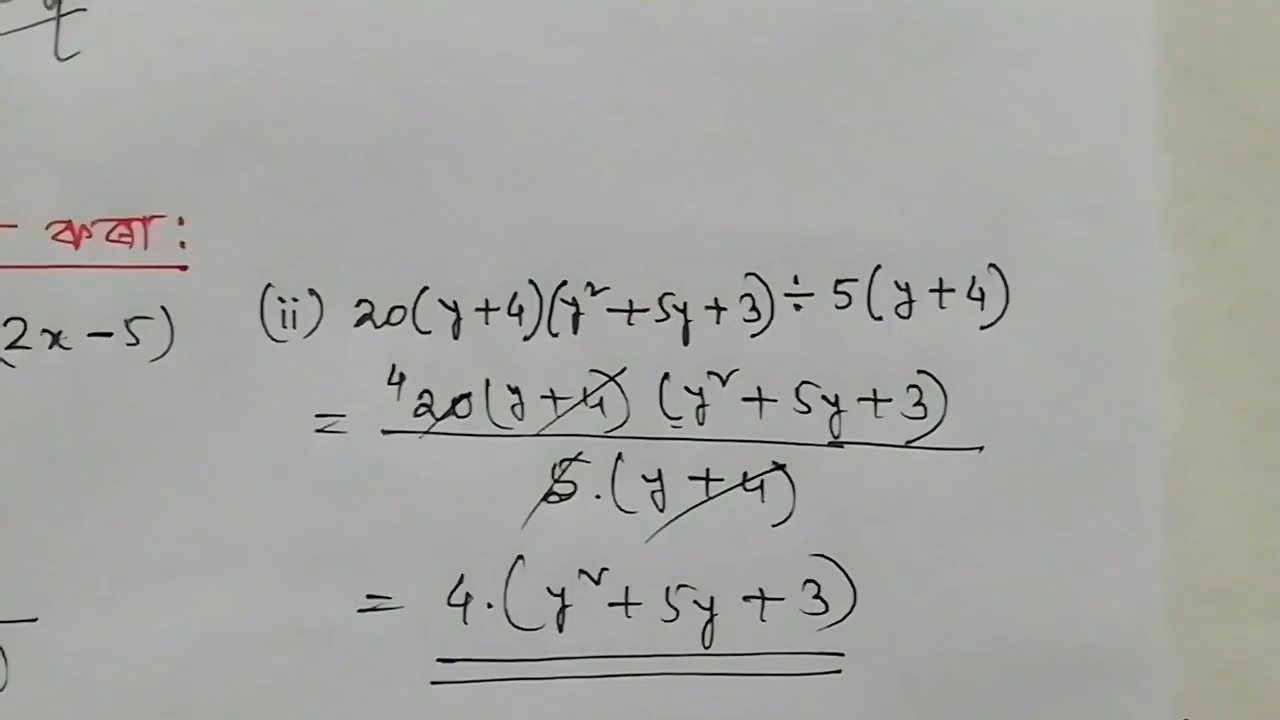 কৰা :
2x - 5)
(ii) 20(y+4)(y²+5y+3) ÷ 5(y+4)
= ⁴20(y+4) (y²+5y+3)
5.(y+4)
= 4.(y²+5y+3)